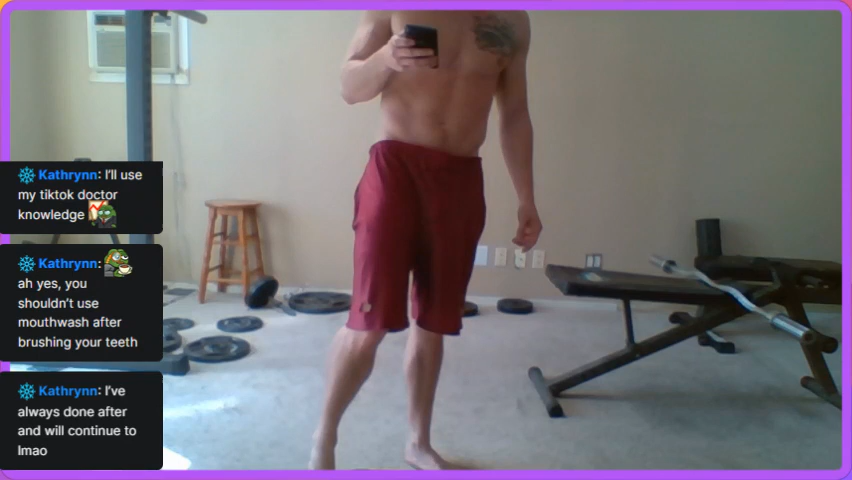 Kathrynn: I'll use
my tiktok doctor
knowledge
Kathrynn:
ah yes, you
shouldn't use
mouthwash after
brushing your teeth
Kathrynn: I've
always done after
and will continue to
lmao